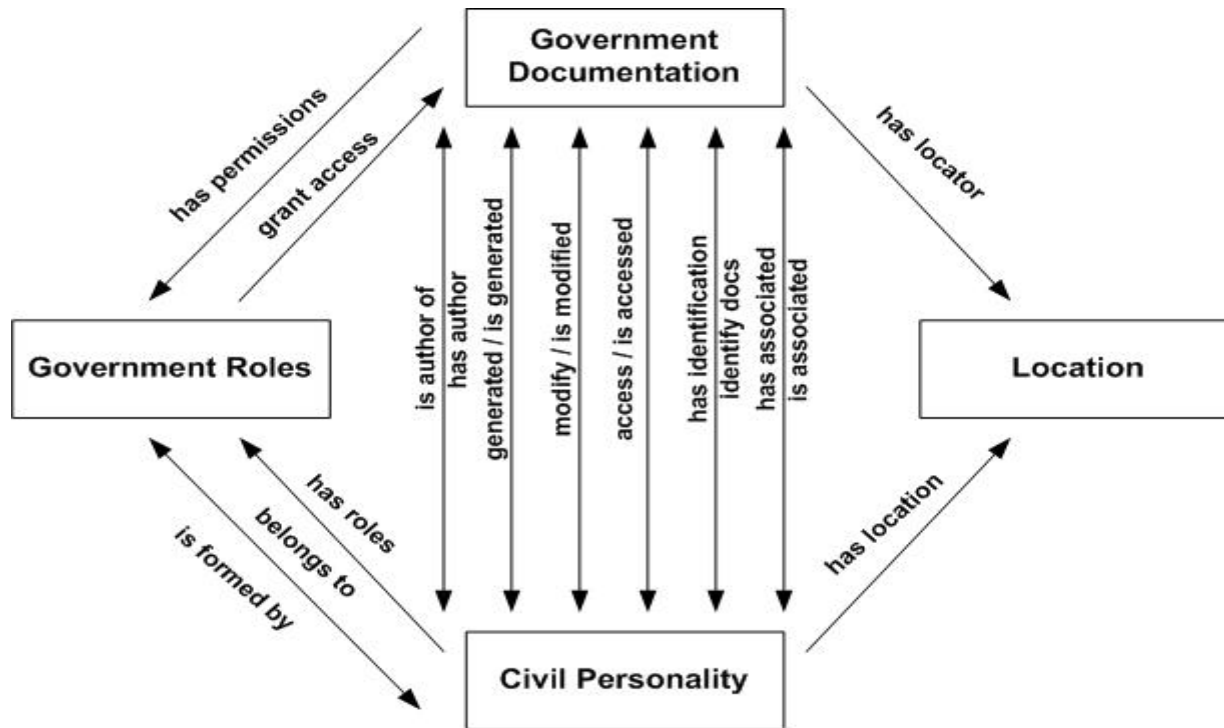 Government
Documentation
has permissions
grant access
has locator
is author of
has author
generated / is generated
modify / is modified
access / is accessed
has identification
identify docs
has associated
is associated
Government Roles
Location
has roles
belongs to
is formed by
has location
Civil Personality